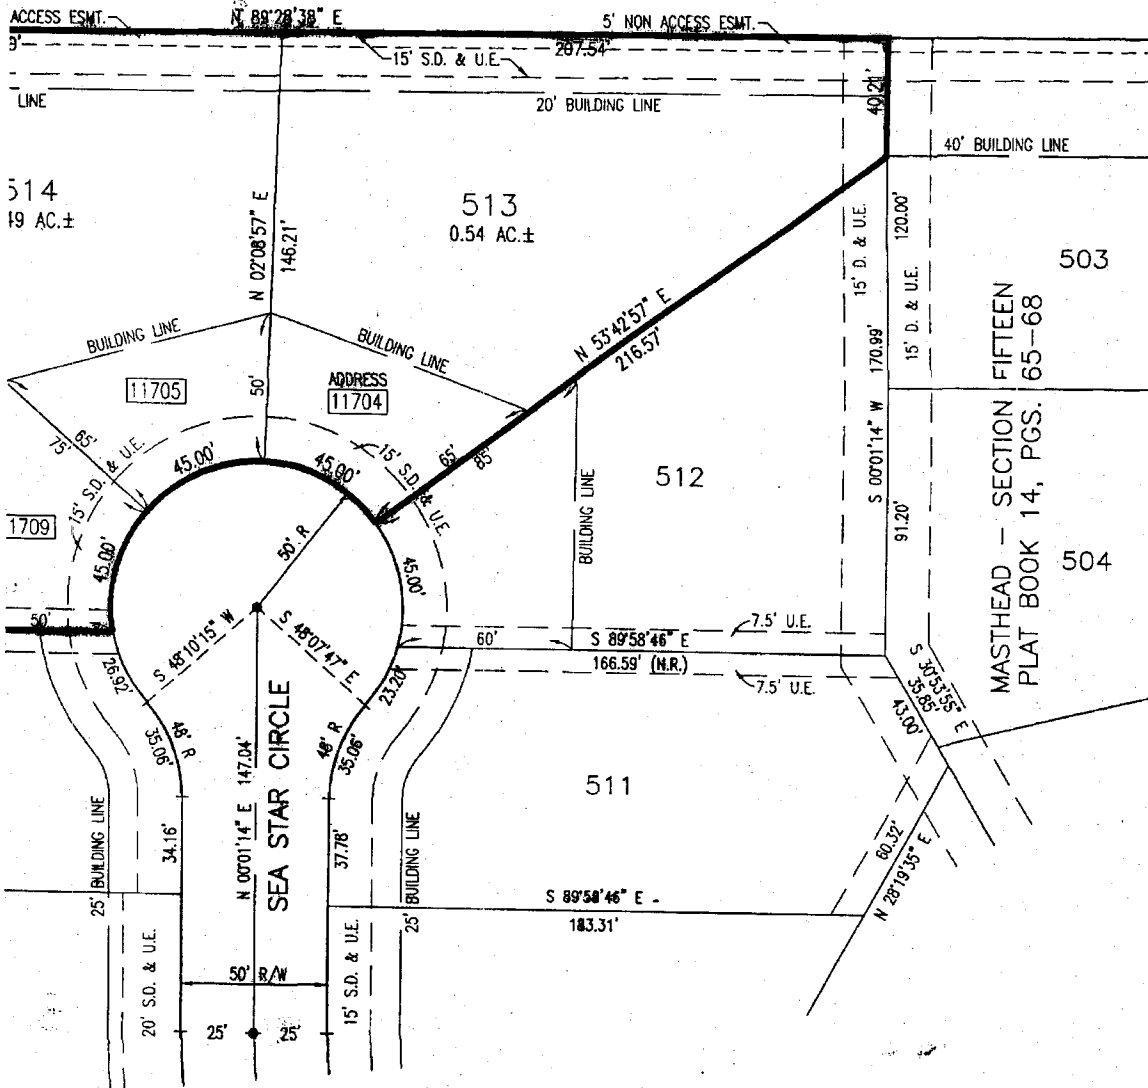 ACCESS ESMT.
N 89°28'38" E
5' NON ACCESS ESMT.
9'
15' S.D. & U.E.
207.54'
LINE
20' BUILDING LINE
40.21'
40' BUILDING LINE
514
49 AC.±
N 02°08'57" E
146.21'
513
0.54 AC.±
15' D. & U.E.
120.00'
503
BUILDING LINE
BUILDING LINE
N 53°42'57" E
216.57'
170.99'
15' D. & U.E.
11705
50'
ADDRESS
11704
S 00°01'14" W
MASTHEAD - SECTION FIFTEEN
PLAT BOOK 14, PGS. 65-68
65'
75'
15' S.D. & U.E.
45.00'
45.00'
15' S.D. & U.E.
65'
85'
512
BUILDING LINE
91.20'
1709
45.00'
50' R
45.00'
504
50'
S 48°10'15" W
S 48°07'47" E
60'
S 89°58'46" E
7.5' U.E.
166.59' (N.R.)
7.5' U.E.
26.92'
23.20'
S 30°53'55" E
35.85'
43.00'
48' R
35.06'
48' R
35.06'
N 00°01'14" E 147.04'
SEA STAR CIRCLE
511
34.16'
37.78'
25' BUILDING LINE
25' BUILDING LINE
60.32'
N 28°19'35" E
S 89°58'46" E
183.31'
20' S.D. & U.E.
50' R/W
15' S.D. & U.E.
25'
25'